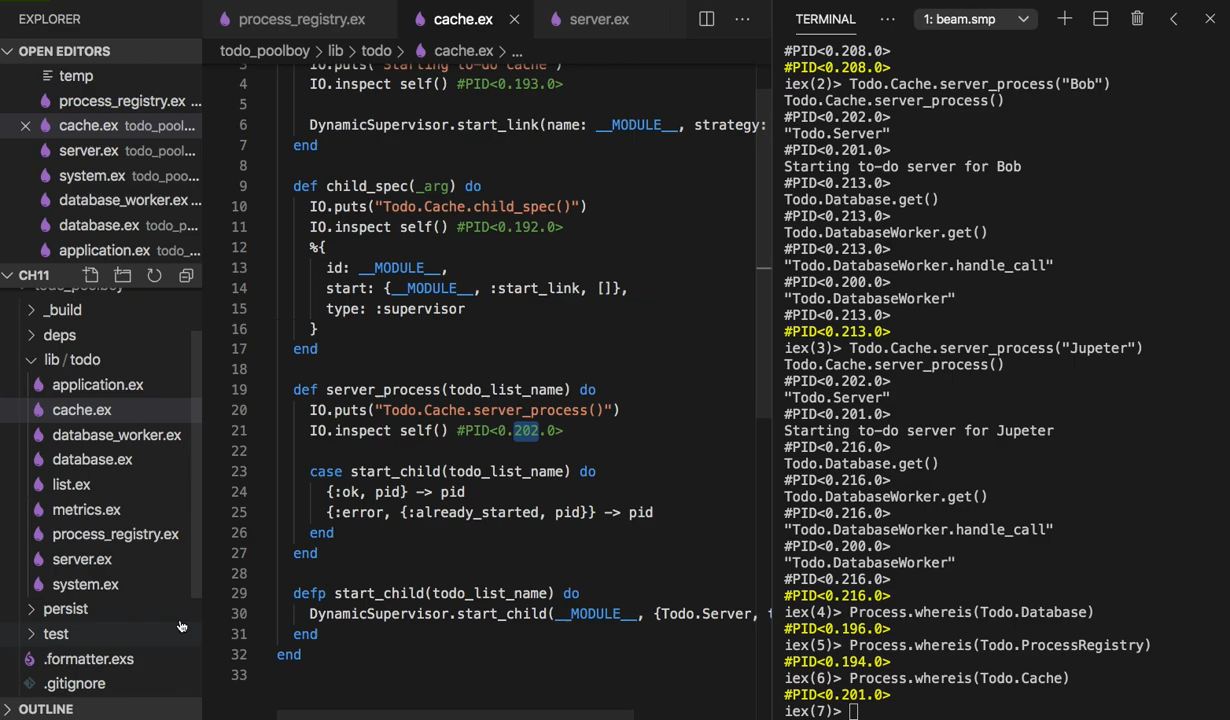 EXPLORER
OPEN EDITORS
temp
process_registry.ex ...
cache.ex todo_pool...
server.ex todo_pool...
system.ex todo_poo...
database_worker.ex ...
database.ex todo_p...
application.ex todo_...
CH11
_build
deps
lib / todo
application.ex
cache.ex
database_worker.ex
database.ex
list.ex
metrics.ex
process_registry.ex
server.ex
system.ex
persist
test
.formatter.exs
.gitignore
OUTLINE
process_registry.ex
cache.ex
server.ex
todo_poolboy > lib > todo > cache.ex > ...
3 IO.puts("Starting to-do cache")
4 IO.inspect self() #PID<0.193.0>
5
6 DynamicSupervisor.start_link(name: __MODULE__, strategy:
7 end
8
9 def child_spec(_arg) do
10 IO.puts("Todo.Cache.child_spec()")
11 IO.inspect self() #PID<0.192.0>
12 %{
13 id: __MODULE__,
14 start: {__MODULE__, :start_link, []},
15 type: :supervisor
16 }
17 end
18
19 def server_process(todo_list_name) do
20 IO.puts("Todo.Cache.server_process()")
21 IO.inspect self() #PID<0.202.0>
22
23 case start_child(todo_list_name) do
24 {:ok, pid} -> pid
25 {:error, {:already_started, pid}} -> pid
26 end
27 end
28
29 defp start_child(todo_list_name) do
30 DynamicSupervisor.start_child(__MODULE__, {Todo.Server, t
31 end
32 end
33
TERMINAL ... 1: beam.smp
#PID<0.208.0>
#PID<0.208.0>
iex(2)> Todo.Cache.server_process("Bob")
Todo.Cache.server_process()
#PID<0.202.0>
"Todo.Server"
#PID<0.201.0>
Starting to-do server for Bob
#PID<0.213.0>
Todo.Database.get()
#PID<0.213.0>
Todo.DatabaseWorker.get()
#PID<0.213.0>
"Todo.DatabaseWorker.handle_call"
#PID<0.200.0>
"Todo.DatabaseWorker"
#PID<0.213.0>
#PID<0.213.0>
iex(3)> Todo.Cache.server_process("Jupeter")
Todo.Cache.server_process()
#PID<0.202.0>
"Todo.Server"
#PID<0.201.0>
Starting to-do server for Jupeter
#PID<0.216.0>
Todo.Database.get()
#PID<0.216.0>
Todo.DatabaseWorker.get()
#PID<0.216.0>
"Todo.DatabaseWorker.handle_call"
#PID<0.200.0>
"Todo.DatabaseWorker"
#PID<0.216.0>
#PID<0.216.0>
iex(4)> Process.whereis(Todo.Database)
#PID<0.196.0>
iex(5)> Process.whereis(Todo.ProcessRegistry)
#PID<0.194.0>
iex(6)> Process.whereis(Todo.Cache)
#PID<0.201.0>
iex(7)>